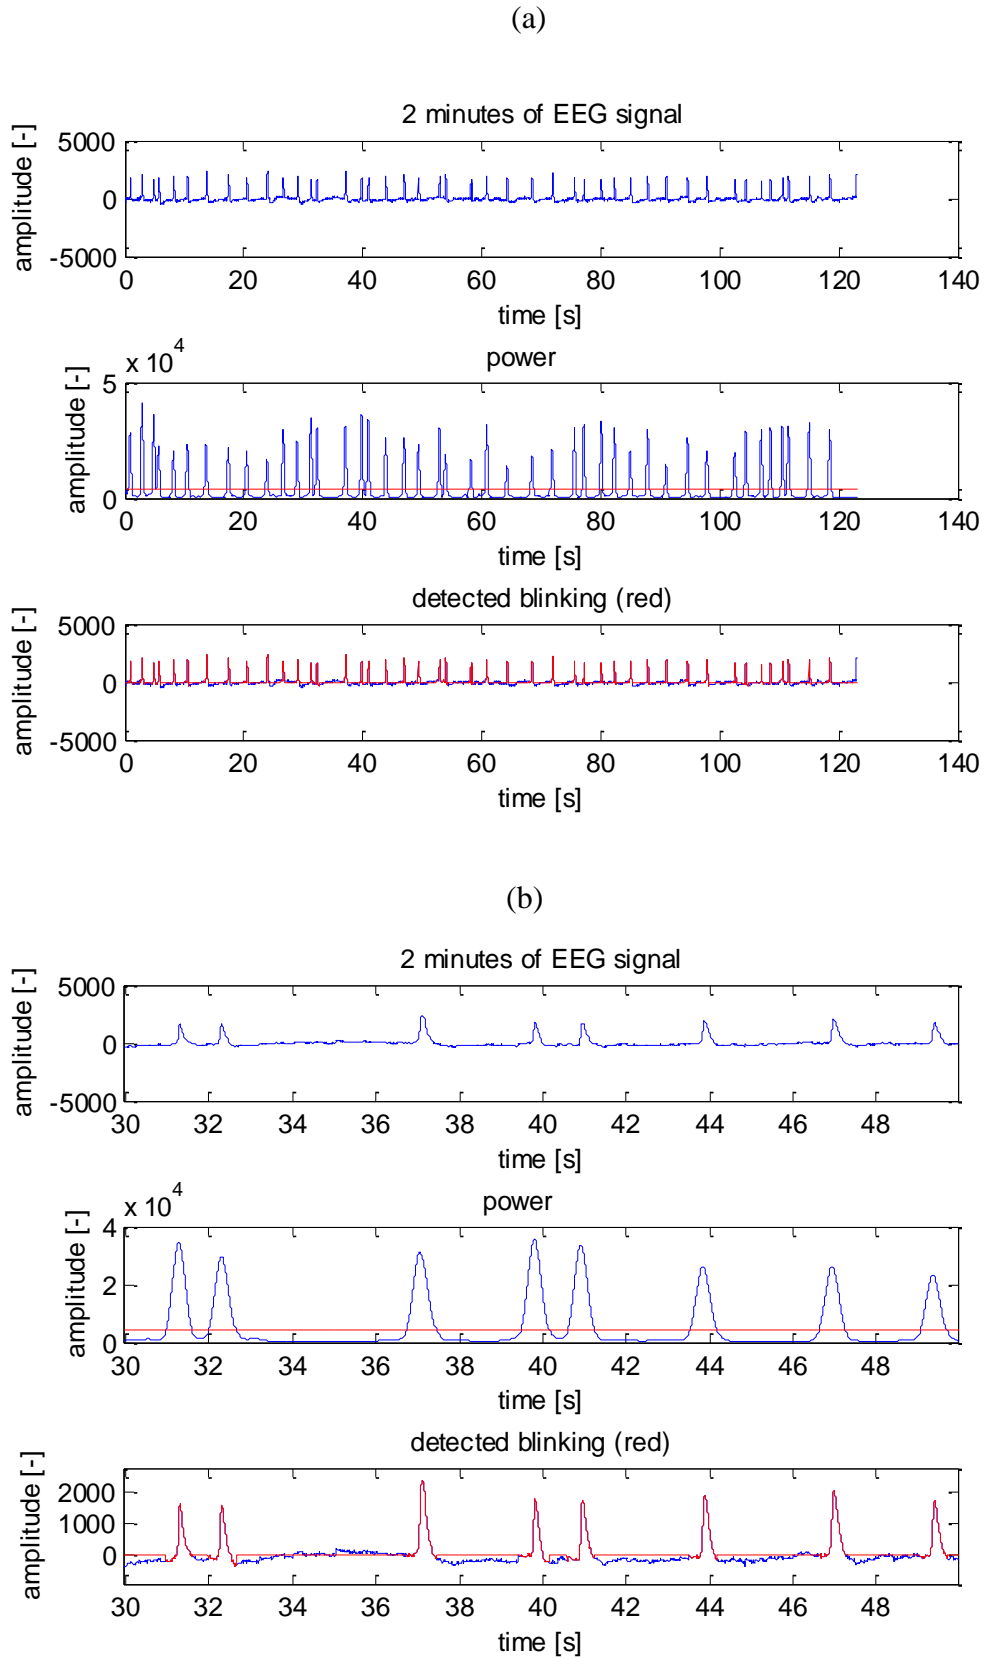 (a)
2 minutes of EEG signal
5000
0
-5000
amplitude [-]
0 20 40 60 80 100 120 140
time [s]
x 10^4
power
5
0
amplitude [-]
0 20 40 60 80 100 120 140
time [s]
detected blinking (red)
5000
0
-5000
amplitude [-]
0 20 40 60 80 100 120 140
time [s]
(b)
2 minutes of EEG signal
5000
0
-5000
amplitude [-]
30 32 34 36 38 40 42 44 46 48
time [s]
x 10^4
power
4
2
0
amplitude [-]
30 32 34 36 38 40 42 44 46 48
time [s]
detected blinking (red)
2000
1000
0
amplitude [-]
30 32 34 36 38 40 42 44 46 48
time [s]